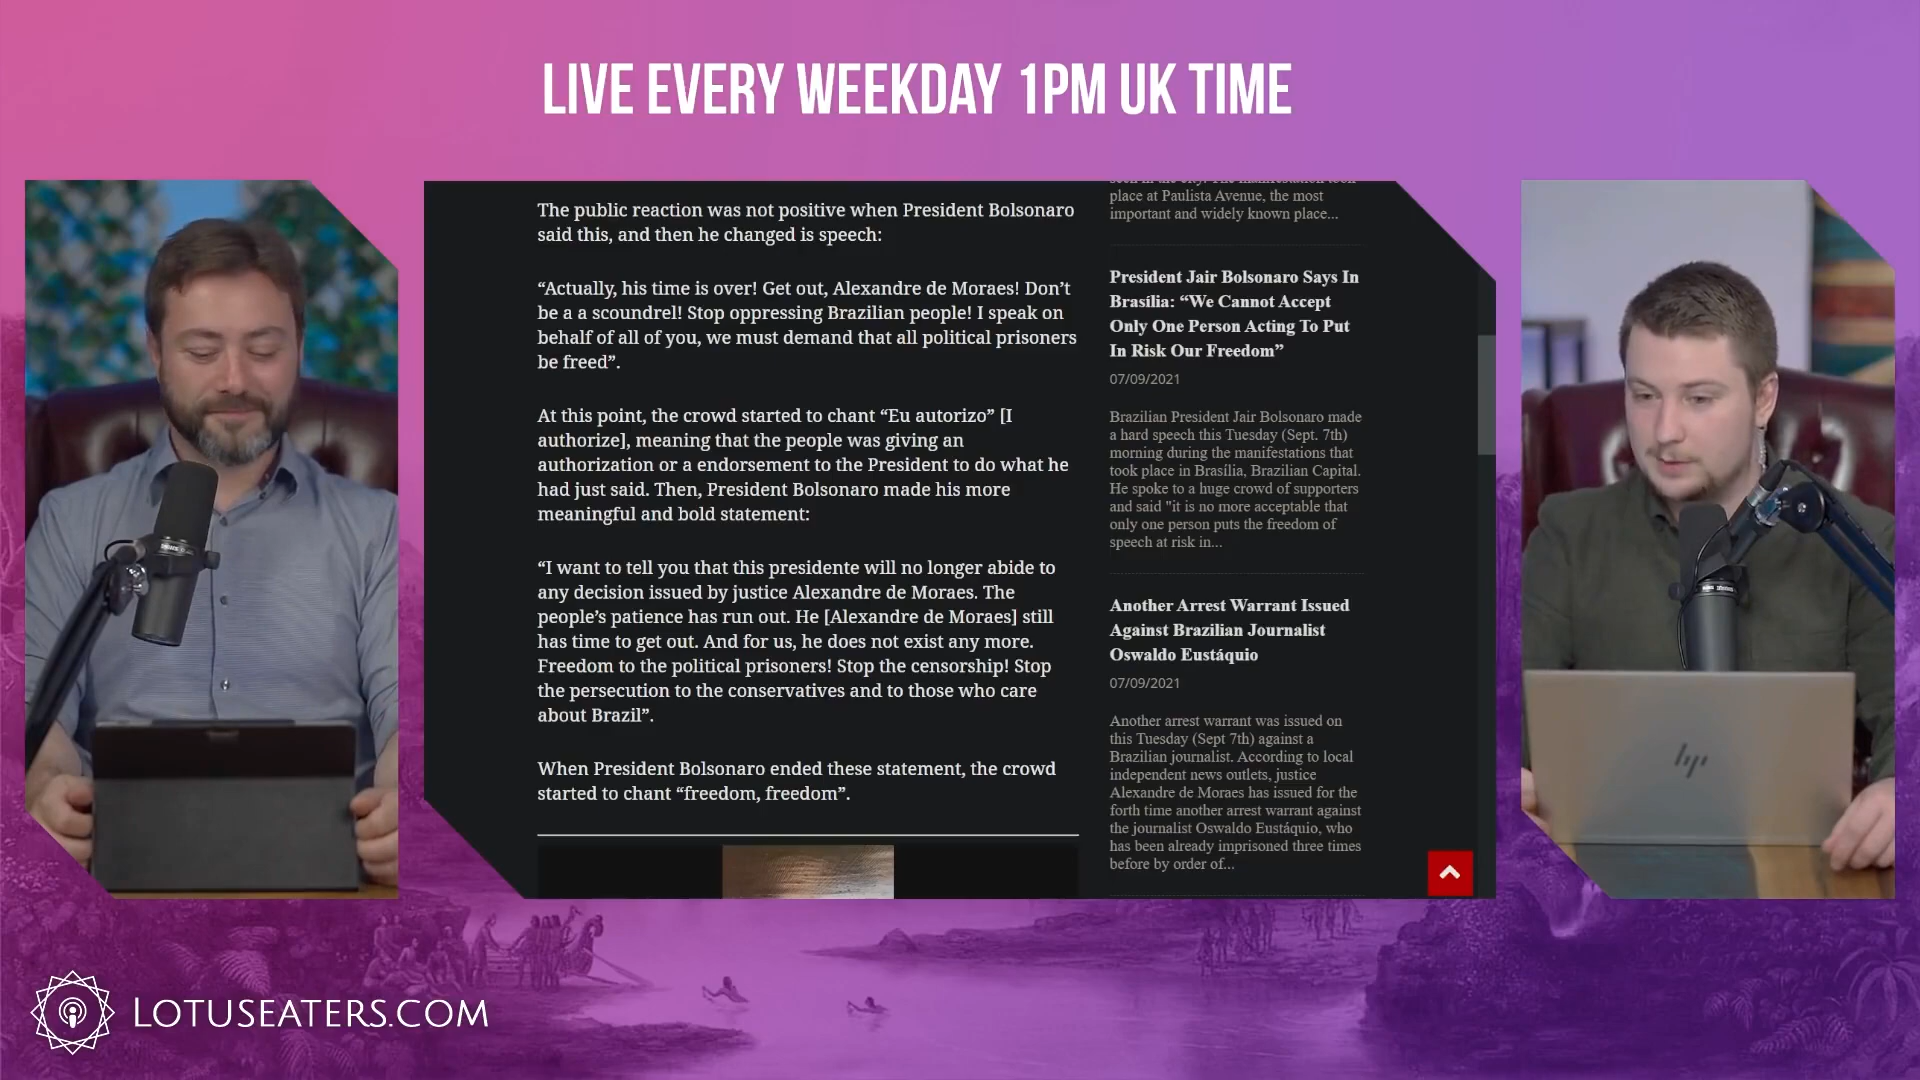 LIVE EVERY WEEKDAY 1PM UK TIME
The public reaction was not positive when President Bolsonaro
said this, and then he changed is speech:
“Actually, his time is over! Get out, Alexandre de Moraes! Don’t
be a a scoundrel! Stop oppressing Brazilian people! I speak on
behalf of all of you, we must demand that all political prisoners
be freed”.
At this point, the crowd started to chant “Eu autorizo” [I
authorize], meaning that the people was giving an
authorization or a endorsement to the President to do what he
had just said. Then, President Bolsonaro made his more
meaningful and bold statement:
“I want to tell you that this presidente will no longer abide to
any decision issued by justice Alexandre de Moraes. The
people’s patience has run out. He [Alexandre de Moraes] still
has time to get out. And for us, he does not exist any more.
Freedom to the political prisoners! Stop the censorship! Stop
the persecution to the conservatives and to those who care
about Brazil”.
When President Bolsonaro ended these statement, the crowd
started to chant “freedom, freedom”.
place at Paulista Avenue, the most
important and widely known place...
President Jair Bolsonaro Says In
Brasília: “We Cannot Accept
Only One Person Acting To Put
In Risk Our Freedom”
07/09/2021
Brazilian President Jair Bolsonaro made
a hard speech this Tuesday (Sept. 7th)
morning during the manifestations that
took place in Brasília, Brazilian Capital.
He spoke to a huge crowd of supporters
and said "it is no more acceptable that
only one person puts the freedom of
speech at risk in...
Another Arrest Warrant Issued
Against Brazilian Journalist
Oswaldo Eustáquio
07/09/2021
Another arrest warrant was issued on
this Tuesday (Sept 7th) against a
Brazilian journalist. According to local
independent news outlets, justice
Alexandre de Moraes has issued for the
forth time another arrest warrant against
the journalist Oswaldo Eustáquio, who
has been already imprisoned three times
before by order of...
hp
LOTUSEATERS.COM